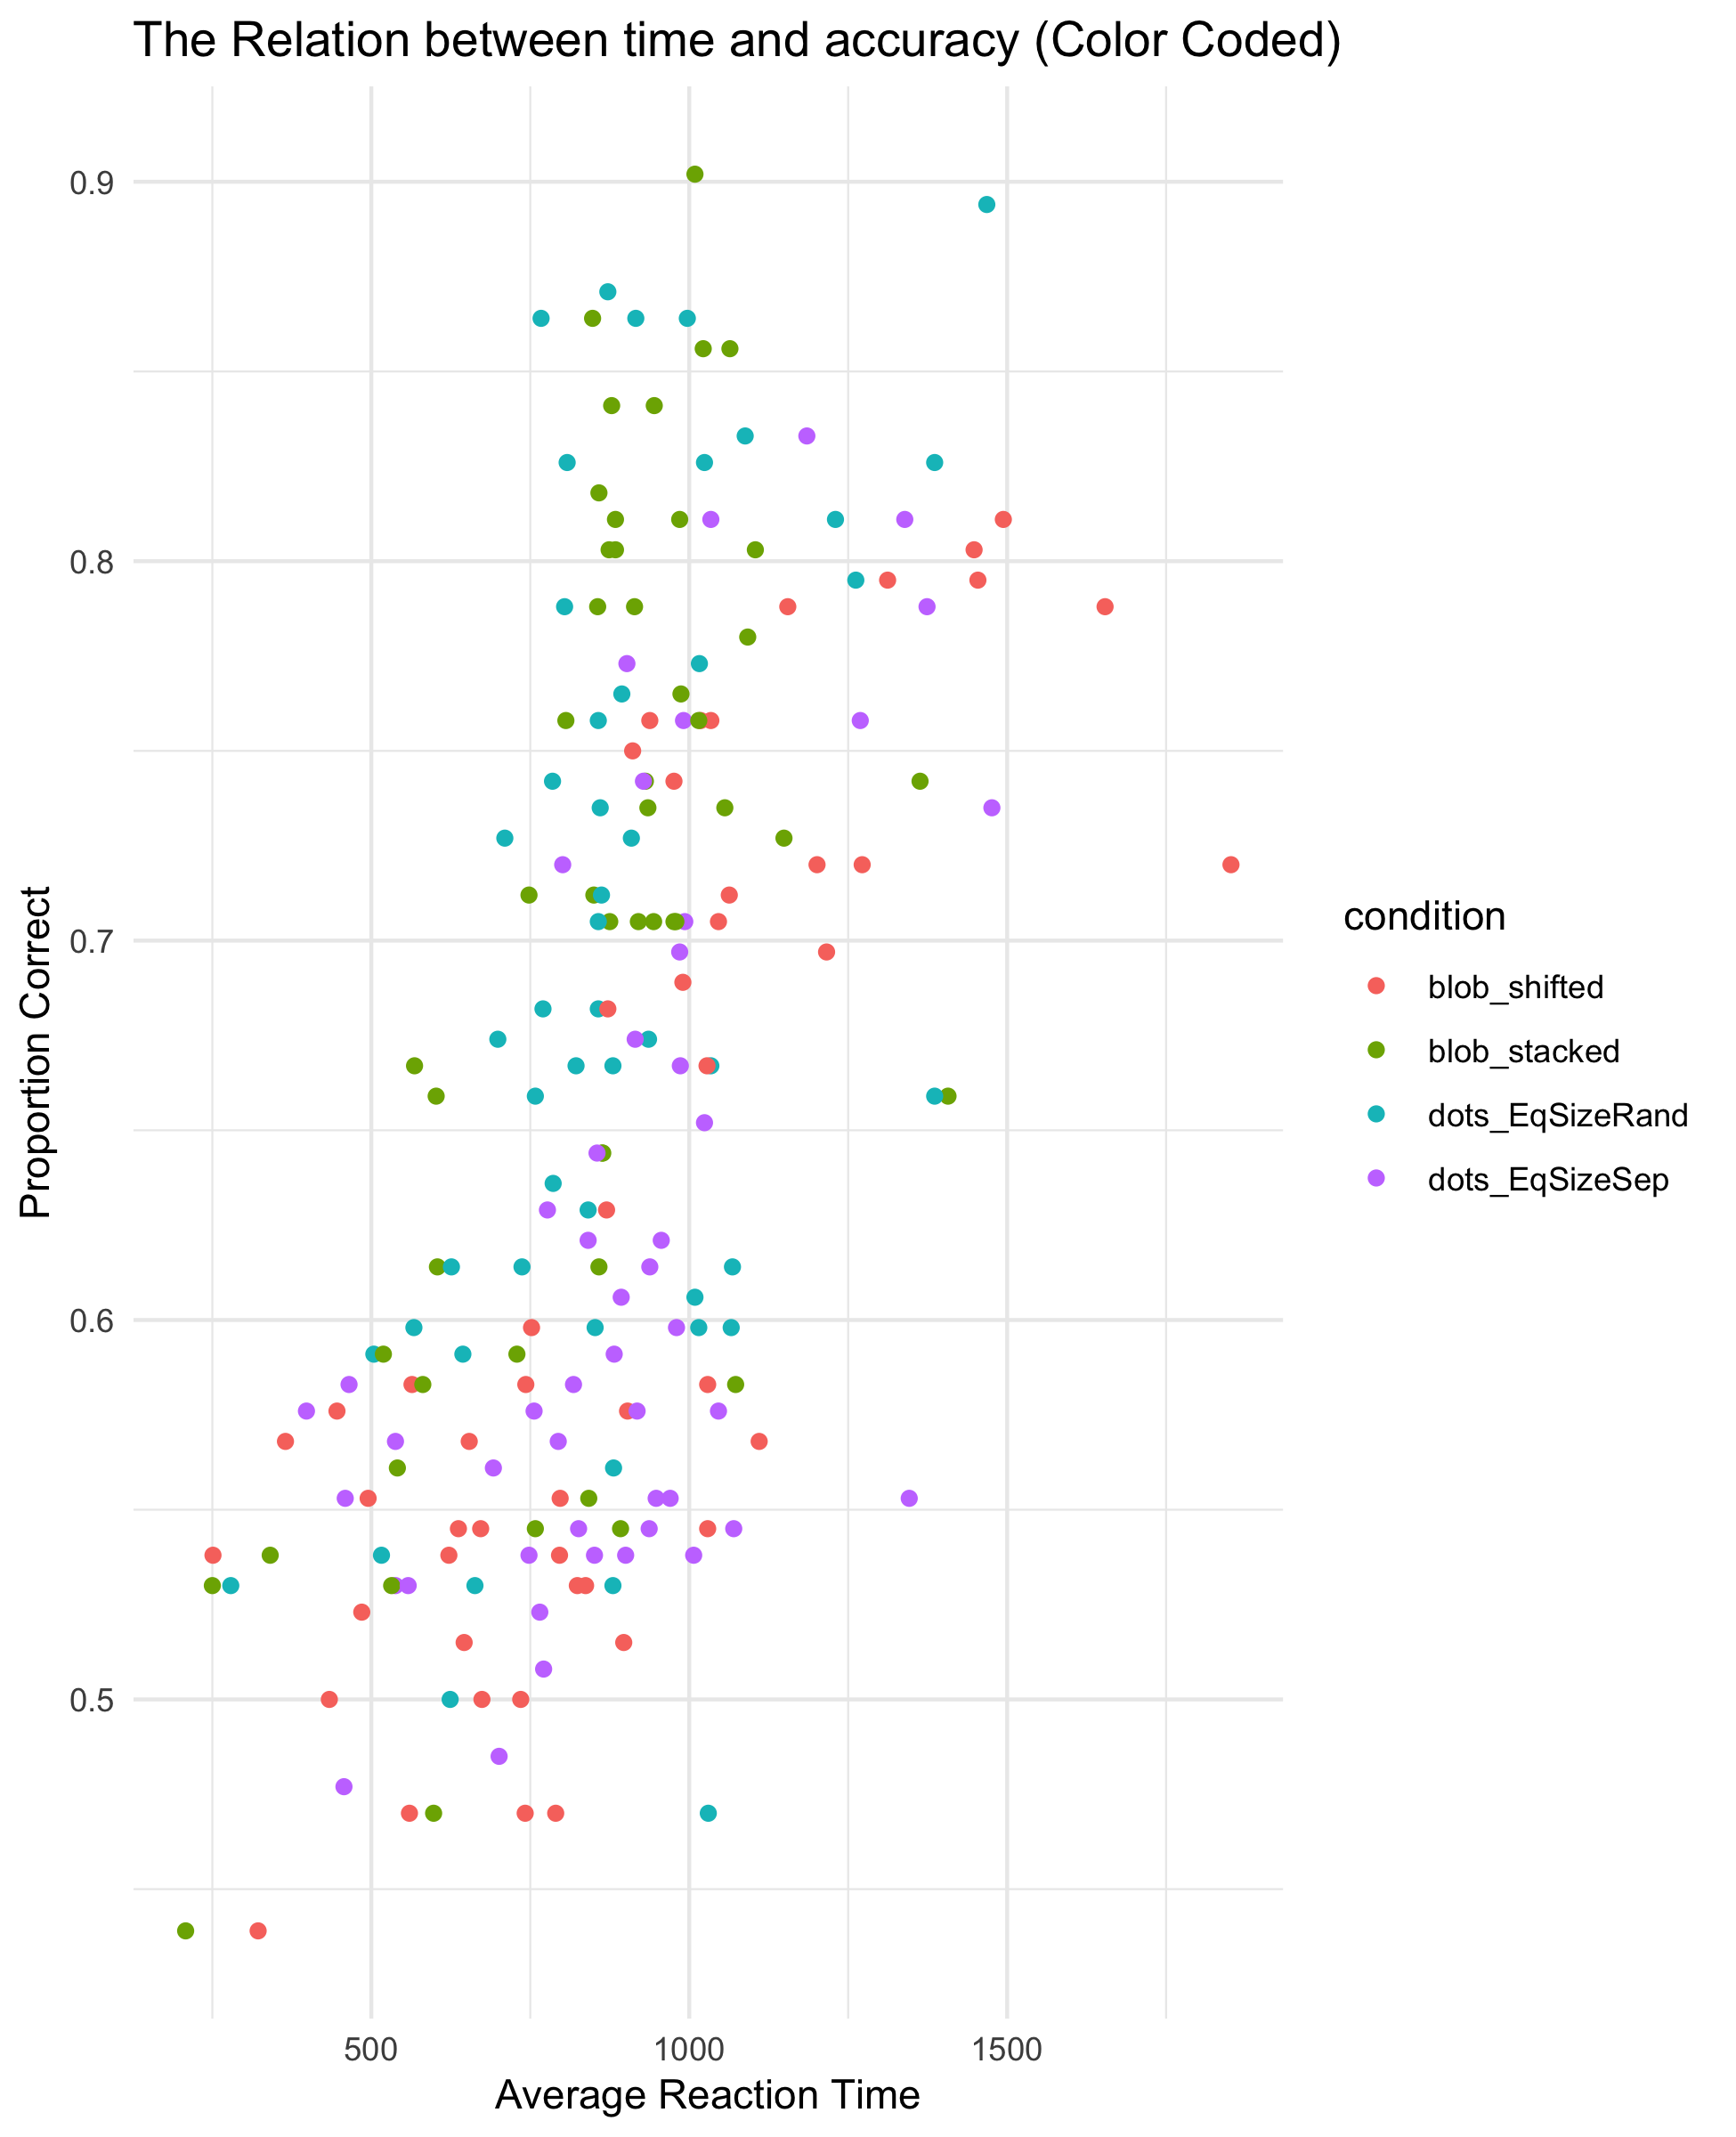 The Relation between time and accuracy (Color Coded)
0.9
0.8
0.7
0.6
0.5
Proportion Correct
500
1000
1500
Average Reaction Time
condition
blob_shifted
blob_stacked
dots_EqSizeRand
dots_EqSizeSep